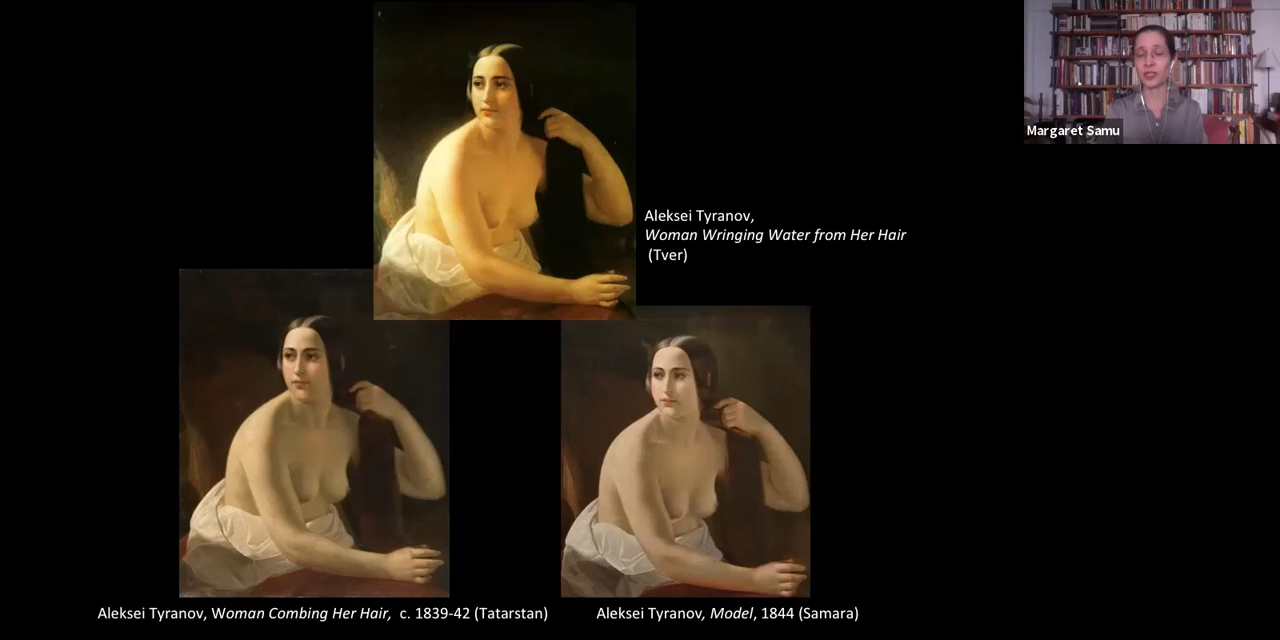 Margaret Samu
Aleksei Tyranov,
Woman Wringing Water from Her Hair
(Tver)
Aleksei Tyranov, Woman Combing Her Hair, c. 1839-42 (Tatarstan)
Aleksei Tyranov, Model, 1844 (Samara)